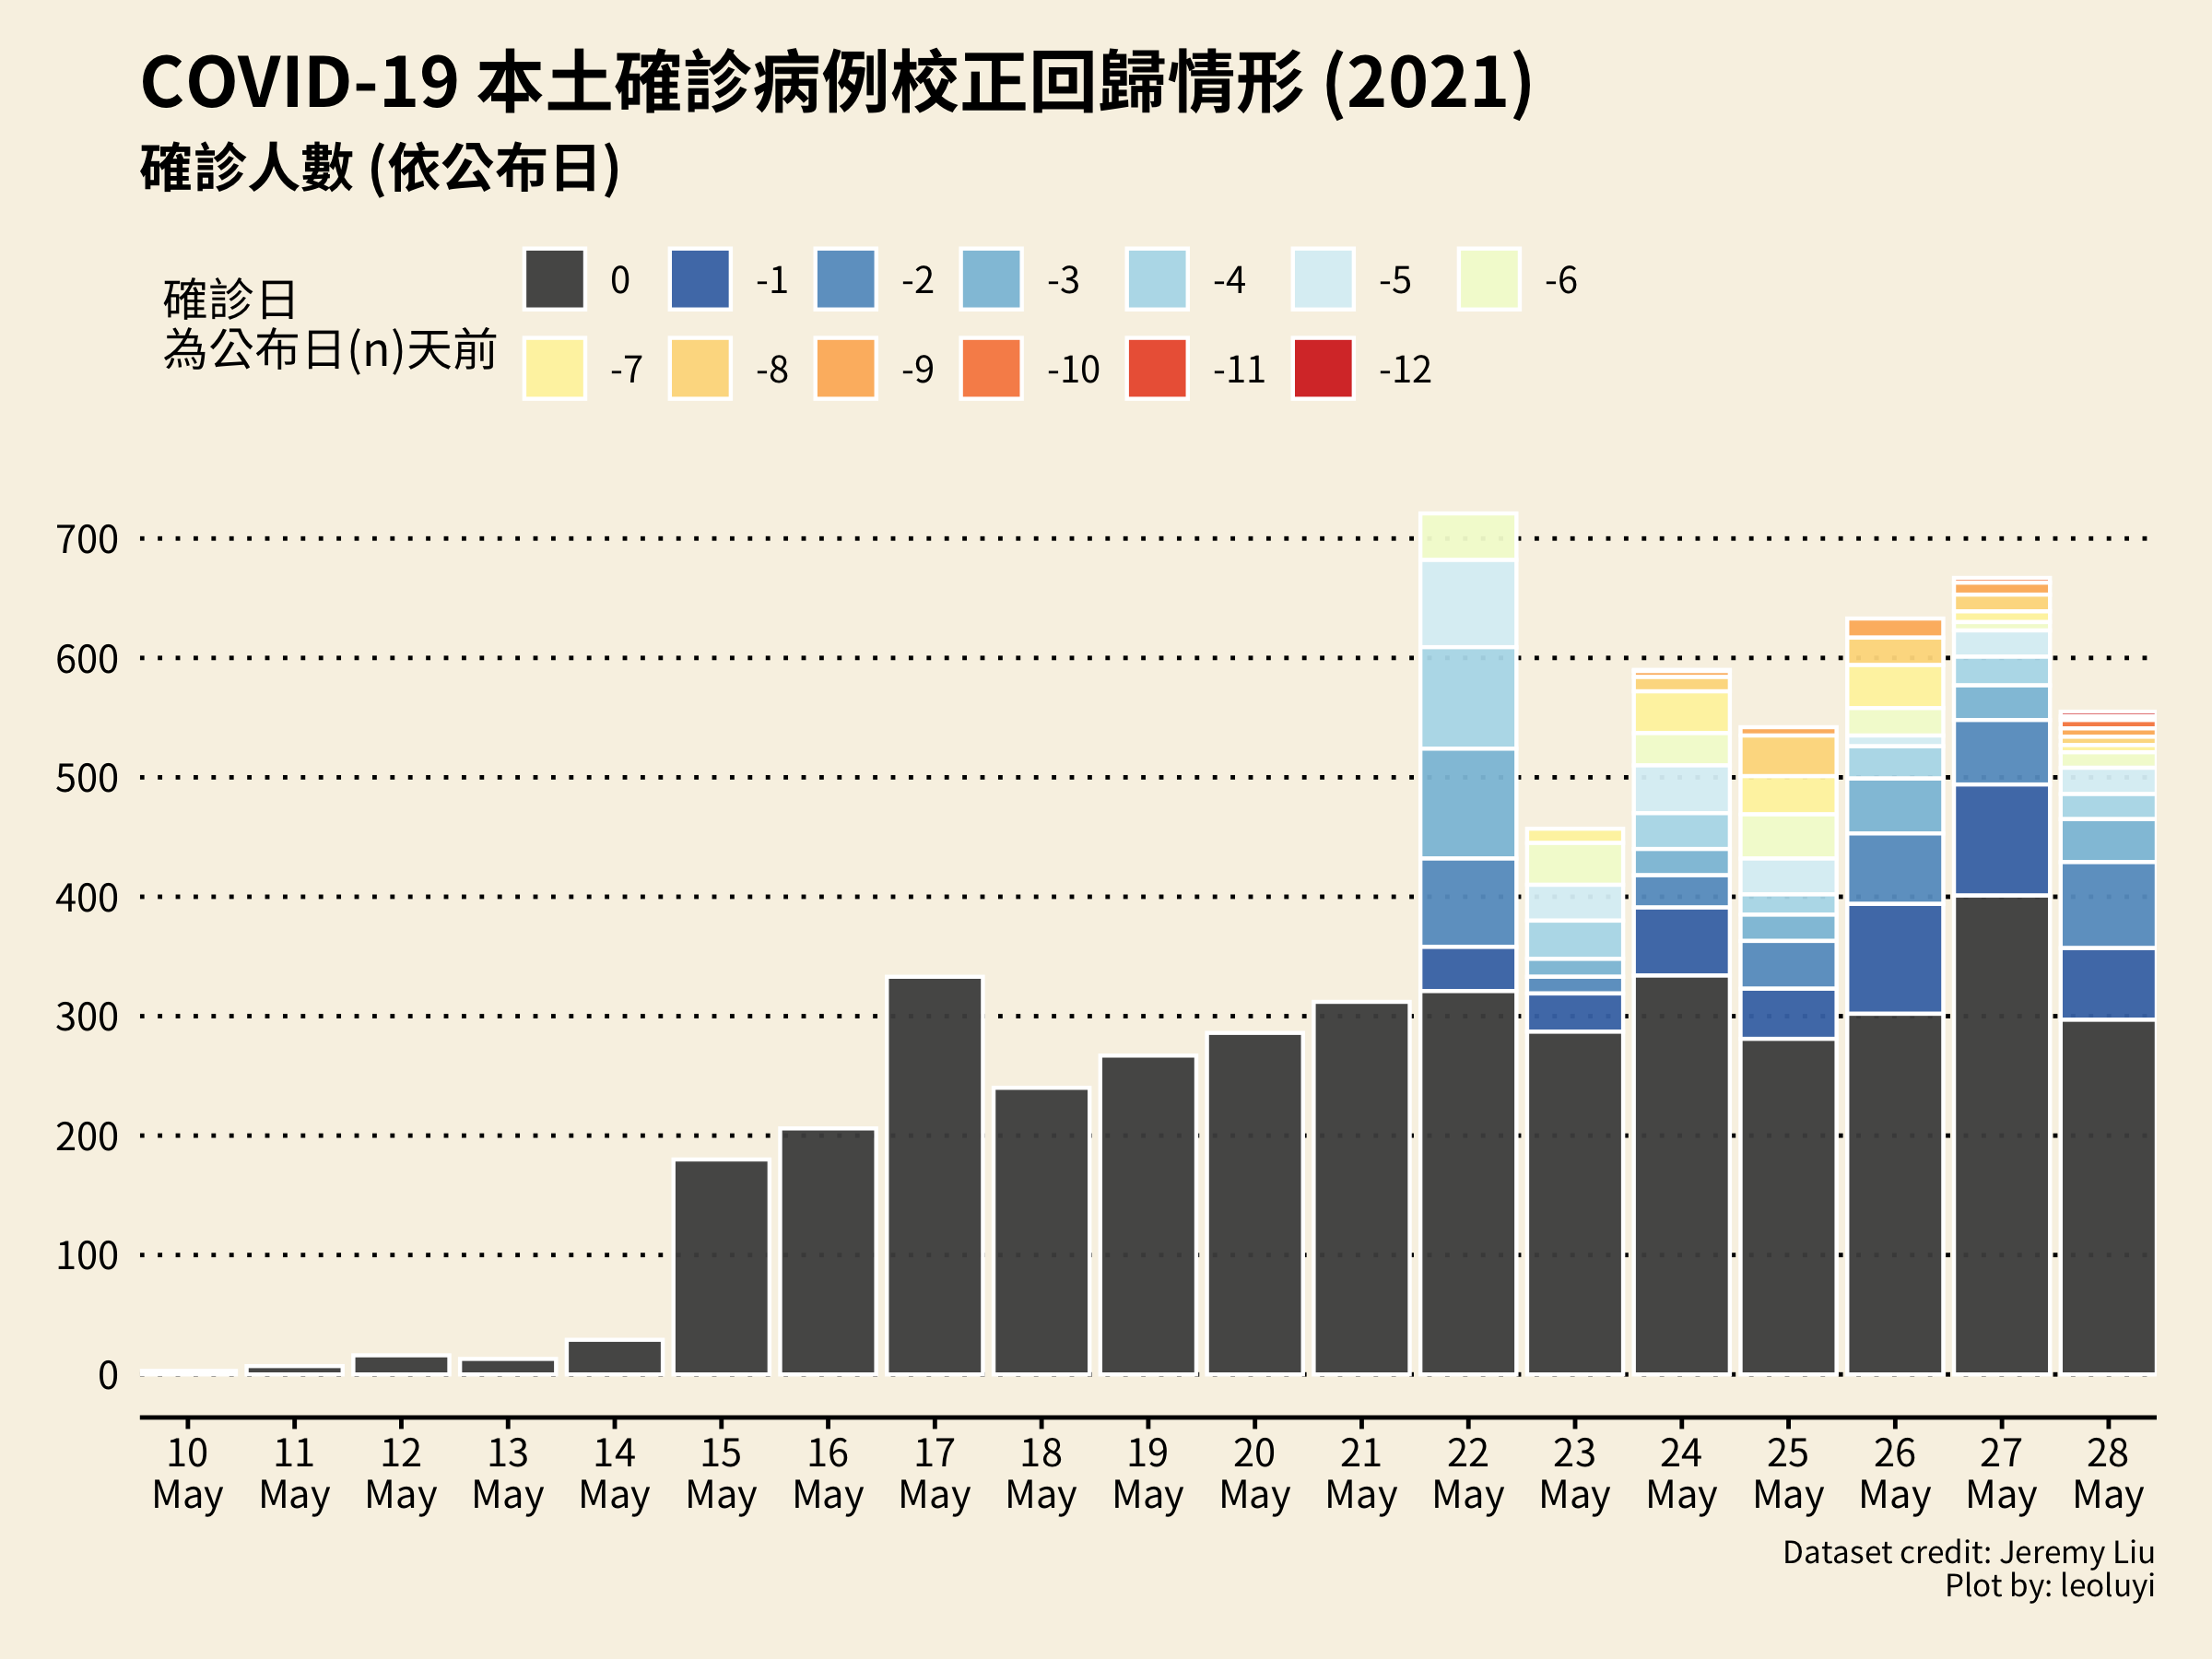 COVID-19 本土確診病例校正回歸情形 (2021)
確診人數 (依公布日)
確診日
為公布日(n)天前
0 -1 -2 -3 -4 -5 -6
-7 -8 -9 -10 -11 -12
700
600
500
400
300
200
100
0
10 11 12 13 14 15 16 17 18 19 20 21 22 23 24 25 26 27 28
May May May May May May May May May May May May May May May May May May May
Dataset credit: Jeremy Liu
Plot by: leoluyi